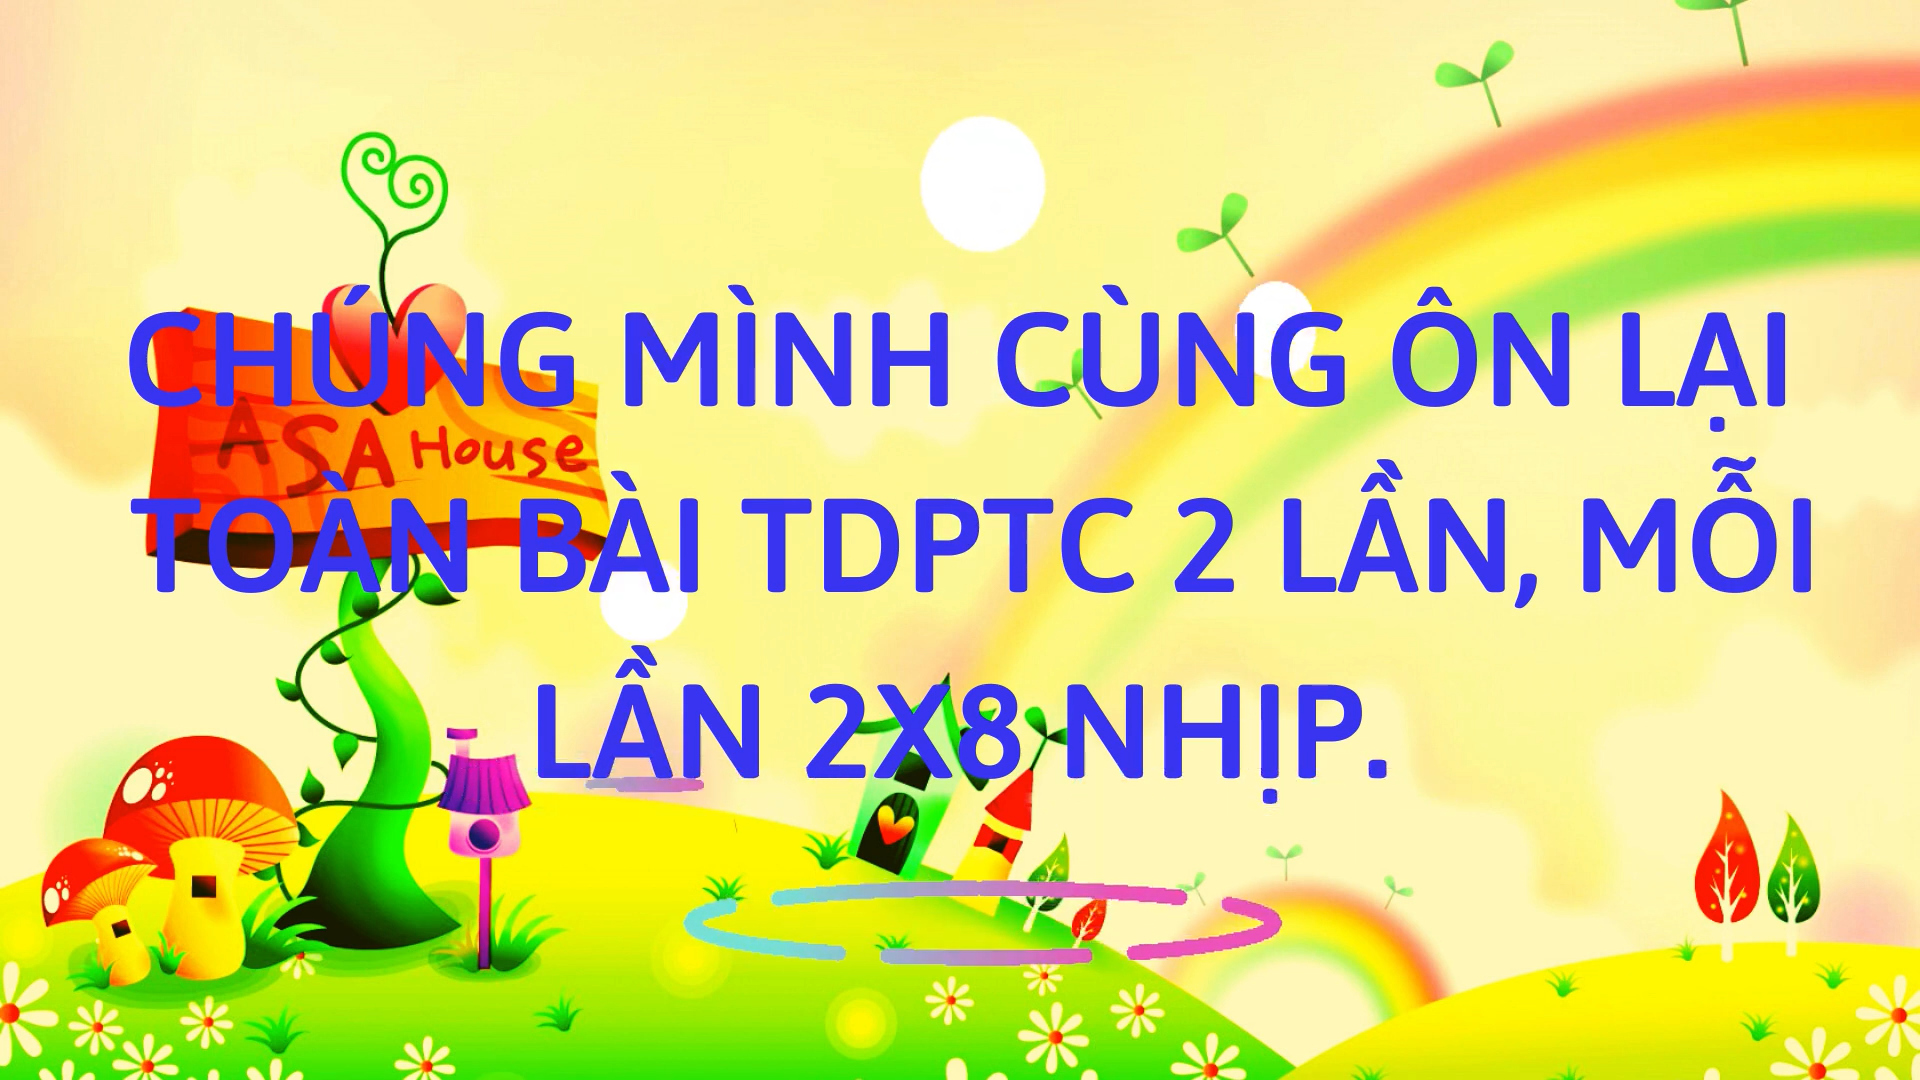 CHÚNG MÌNH CÙNG ÔN LẠI
ASA House
TOÀN BÀI TDPTC 2 LẦN, MỖI
LẦN 2X8 NHỊP.